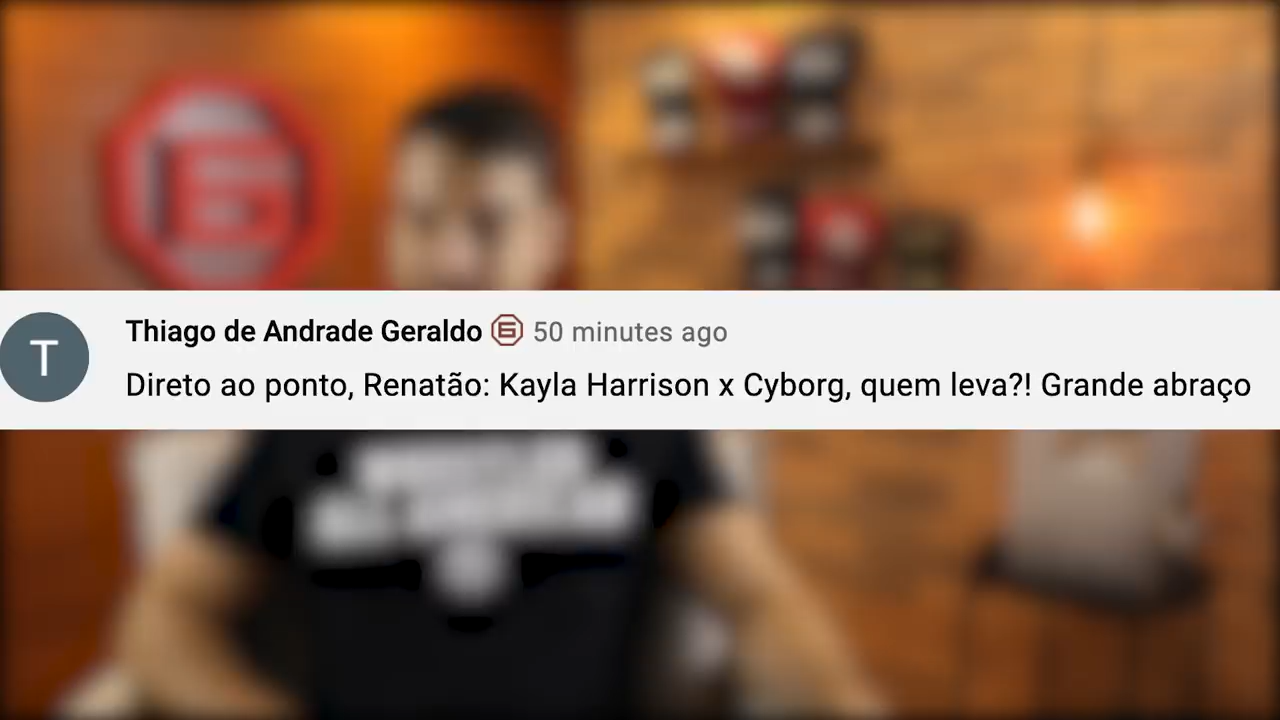 T
Thiago de Andrade Geraldo 50 minutes ago
Direto ao ponto, Renatão: Kayla Harrison x Cyborg, quem leva?! Grande abraço